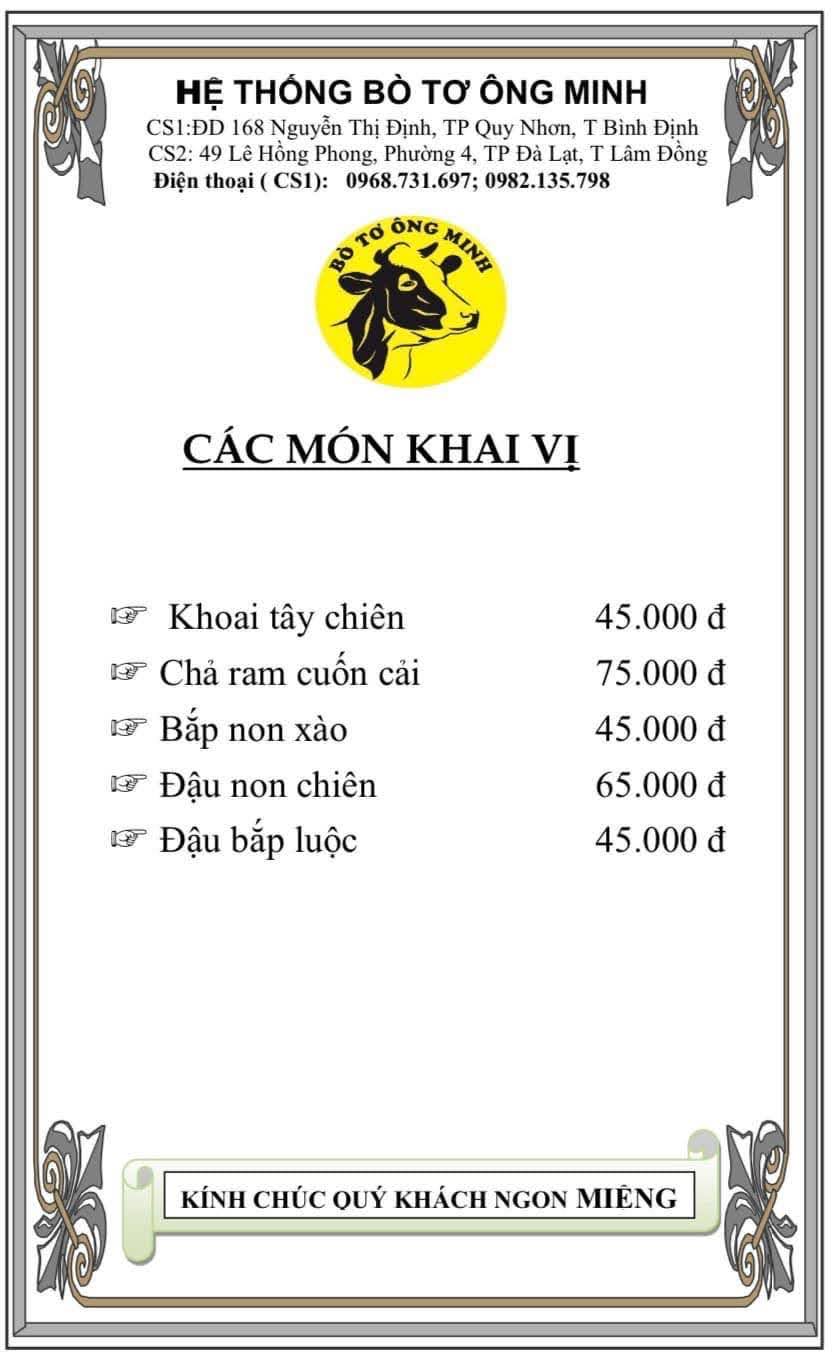 HỆ THỐNG BÒ TƠ ÔNG MINH
CS1:ĐD 168 Nguyễn Thị Định, TP Quy Nhơn, T Bình Định
CS2: 49 Lê Hồng Phong, Phường 4, TP Đà Lạt, T Lâm Đồng
Điện thoại ( CS1): 0968.731.697; 0982.135.798
BÒ TƠ ÔNG MINH
CÁC MÓN KHAI VỊ
☞ Khoai tây chiên 45.000 đ
☞ Chả ram cuốn cải 75.000 đ
☞ Bắp non xào 45.000 đ
☞ Đậu non chiên 65.000 đ
☞ Đậu bắp luộc 45.000 đ
KÍNH CHÚC QUÝ KHÁCH NGON MIỆNG